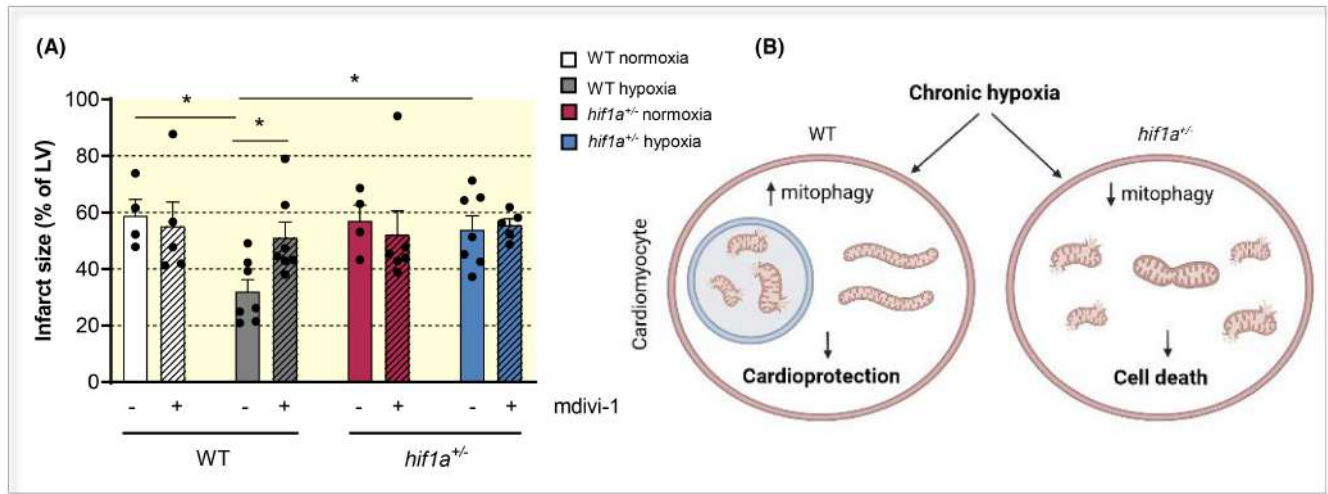 (A)
Infarct size (% of LV)
100
80
60
40
20
0
*
*
*
- + - + - + - + mdivi-1
WT hif1a+/-
WT normoxia
WT hypoxia
hif1a+/- normoxia
hif1a+/- hypoxia
(B)
Chronic hypoxia
WT hif1a+/-
Cardiomyocyte
↑ mitophagy
Cardioprotection
↓ mitophagy
Cell death